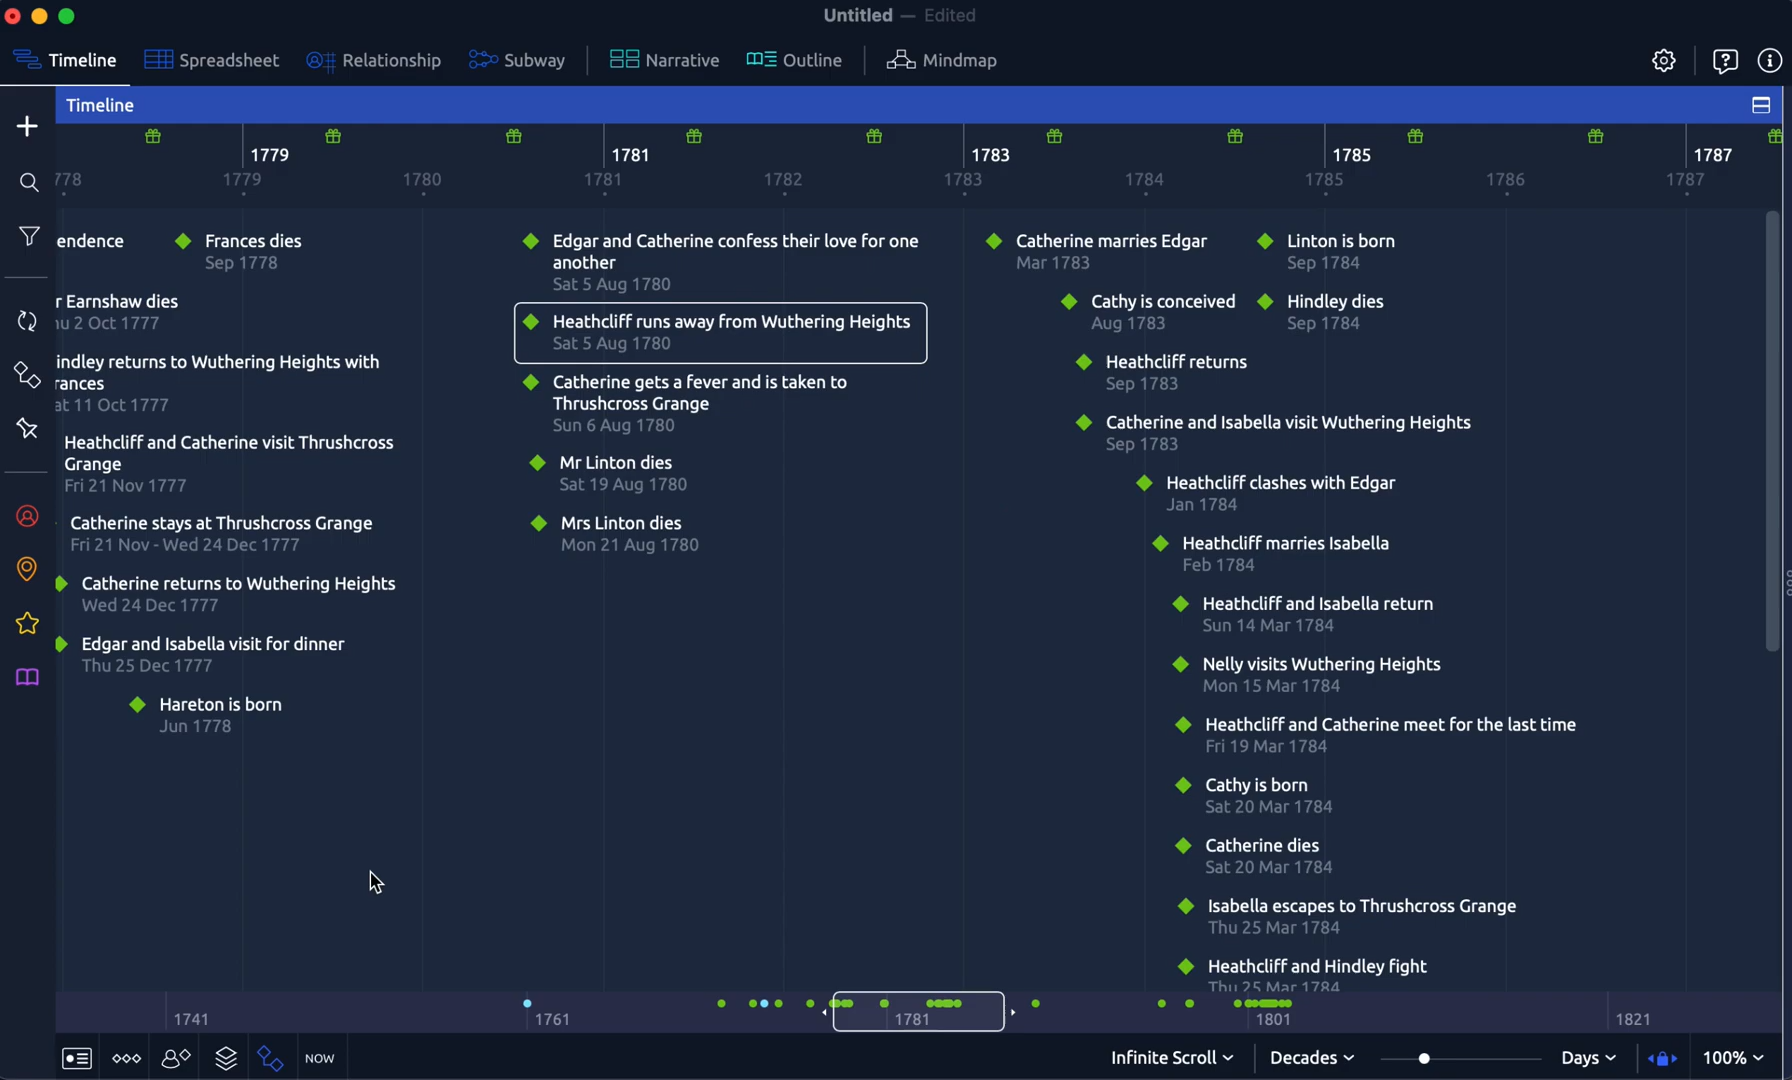 Untitled — Edited
Timeline
Spreadsheet
Relationship
Subway
Narrative
Outline
Mindmap
Timeline
1779
1781
1783
1785
1787
778
1779
1780
1781
1782
1783
1784
1785
1786
1787
endence
Frances dies
Sep 1778
r Earnshaw dies
nu 2 Oct 1777
indley returns to Wuthering Heights with
rances
at 11 Oct 1777
Heathcliff and Catherine visit Thrushcross
Grange
Fri 21 Nov 1777
Catherine stays at Thrushcross Grange
Fri 21 Nov - Wed 24 Dec 1777
Catherine returns to Wuthering Heights
Wed 24 Dec 1777
Edgar and Isabella visit for dinner
Thu 25 Dec 1777
Hareton is born
Jun 1778
Edgar and Catherine confess their love for one
another
Sat 5 Aug 1780
Heathcliff runs away from Wuthering Heights
Sat 5 Aug 1780
Catherine gets a fever and is taken to
Thrushcross Grange
Sun 6 Aug 1780
Mr Linton dies
Sat 19 Aug 1780
Mrs Linton dies
Mon 21 Aug 1780
Catherine marries Edgar
Mar 1783
Linton is born
Sep 1784
Cathy is conceived
Aug 1783
Hindley dies
Sep 1784
Heathcliff returns
Sep 1783
Catherine and Isabella visit Wuthering Heights
Sep 1783
Heathcliff clashes with Edgar
Jan 1784
Heathcliff marries Isabella
Feb 1784
Heathcliff and Isabella return
Sun 14 Mar 1784
Nelly visits Wuthering Heights
Mon 15 Mar 1784
Heathcliff and Catherine meet for the last time
Fri 19 Mar 1784
Cathy is born
Sat 20 Mar 1784
Catherine dies
Sat 20 Mar 1784
Isabella escapes to Thrushcross Grange
Thu 25 Mar 1784
Heathcliff and Hindley fight
Thu 25 Mar 1784
1741
1761
1781
1801
1821
NOW
Infinite Scroll
Decades
Days
100%